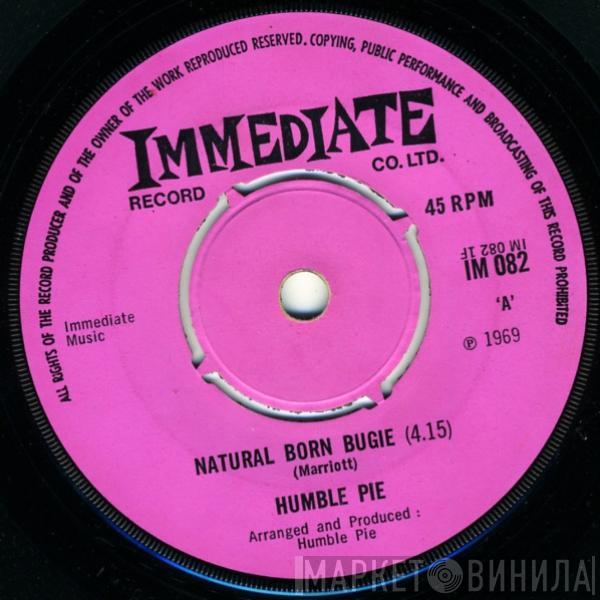 ALL RIGHTS OF THE RECORD PRODUCER AND OF THE OWNER OF THE WORK REPRODUCED RESERVED. COPYING, PUBLIC PERFORMANCE AND BROADCASTING OF THIS RECORD PROHIBITED
IMMEDIATE
RECORD CO. LTD.
45 RPM
IM 082 1F
IM 082
'A'
Ⓟ 1969
Immediate
Music
NATURAL BORN BUGIE (4.15)
(Marriott)
HUMBLE PIE
Arranged and Produced :
Humble Pie
МАРКЕТ ВИНИЛА